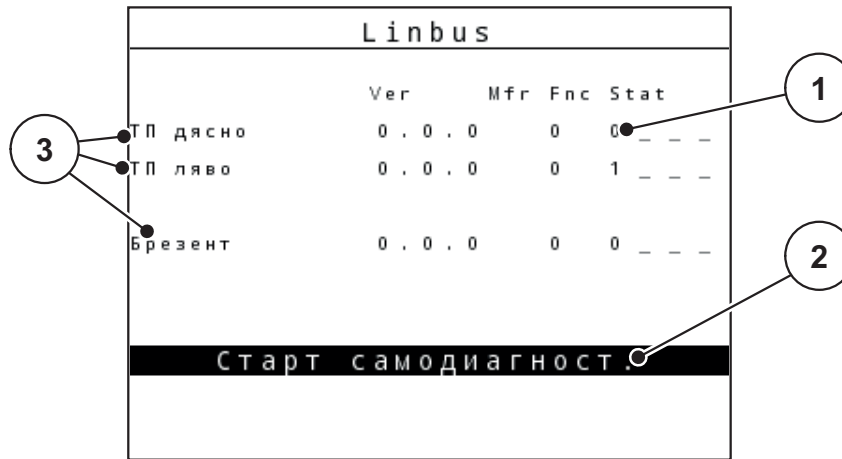 Linbus
Ver Mfr Fnc Stat
1
ТП дясно 0.0.0 0 0 _ _ _
3
ТП ляво 0.0.0 0 1 _ _ _
Брезент 0.0.0 0 0 _ _ _
2
Старт самодиагност.